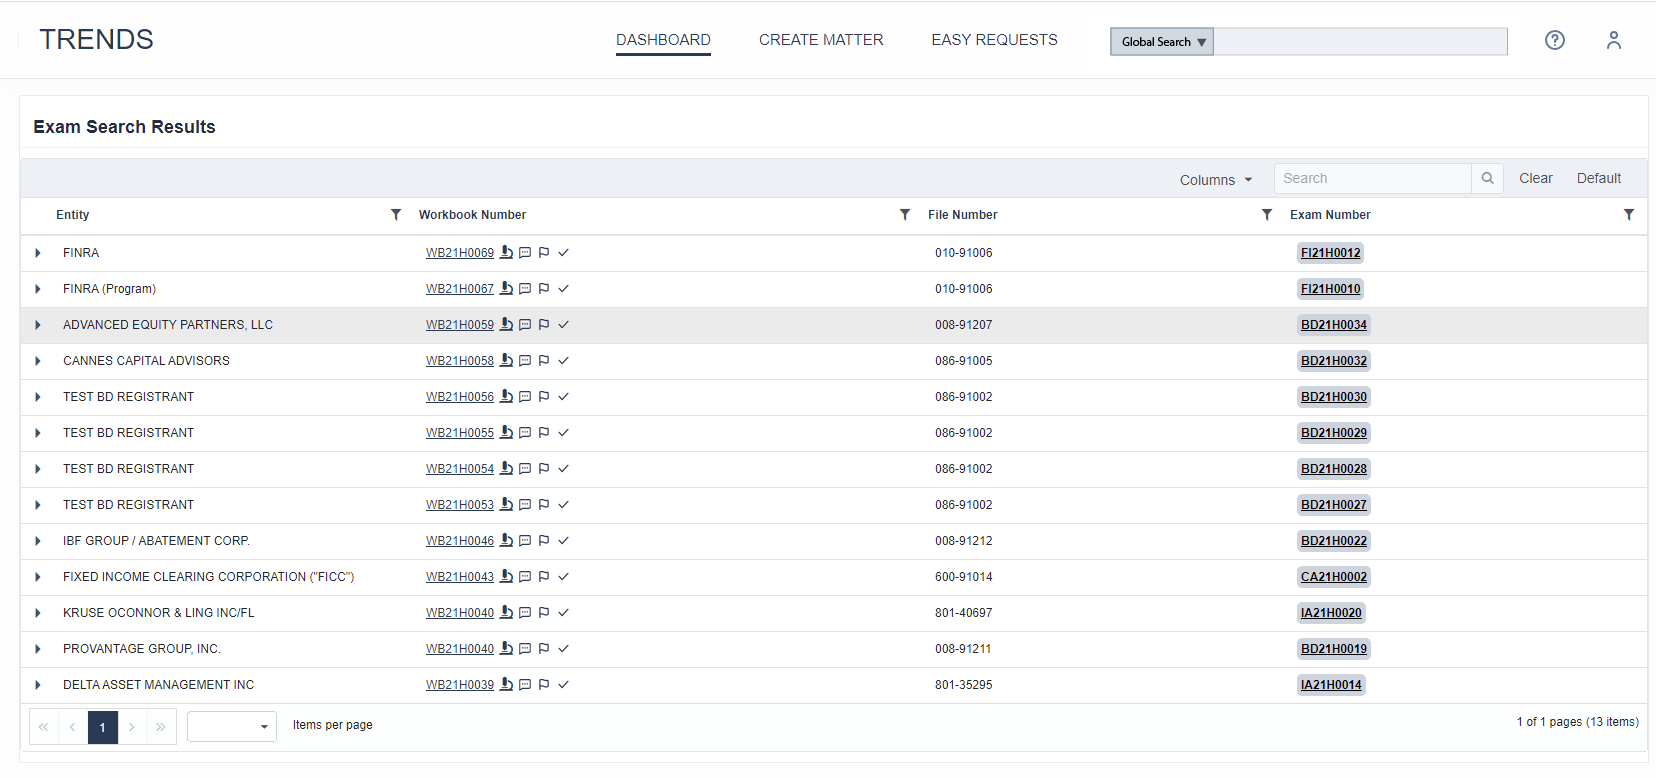 TRENDS DASHBOARD CREATE MATTER EASY REQUESTS Global Search
Exam Search Results
Columns Search Clear Default
Entity Workbook Number File Number Exam Number
FINRA WB21H0069 010-91006 FI21H0012
FINRA (Program) WB21H0067 010-91006 FI21H0010
ADVANCED EQUITY PARTNERS, LLC WB21H0059 008-91207 BD21H0034
CANNES CAPITAL ADVISORS WB21H0058 086-91005 BD21H0032
TEST BD REGISTRANT WB21H0056 086-91002 BD21H0030
TEST BD REGISTRANT WB21H0055 086-91002 BD21H0029
TEST BD REGISTRANT WB21H0054 086-91002 BD21H0028
TEST BD REGISTRANT WB21H0053 086-91002 BD21H0027
IBF GROUP / ABATEMENT CORP. WB21H0046 008-91212 BD21H0022
FIXED INCOME CLEARING CORPORATION ("FICC") WB21H0043 600-91014 CA21H0002
KRUSE OCONNOR & LING INC/FL WB21H0040 801-40697 IA21H0020
PROVANTAGE GROUP, INC. WB21H0040 008-91211 BD21H0019
DELTA ASSET MANAGEMENT INC WB21H0039 801-35295 IA21H0014
1 Items per page 1 of 1 pages (13 items)